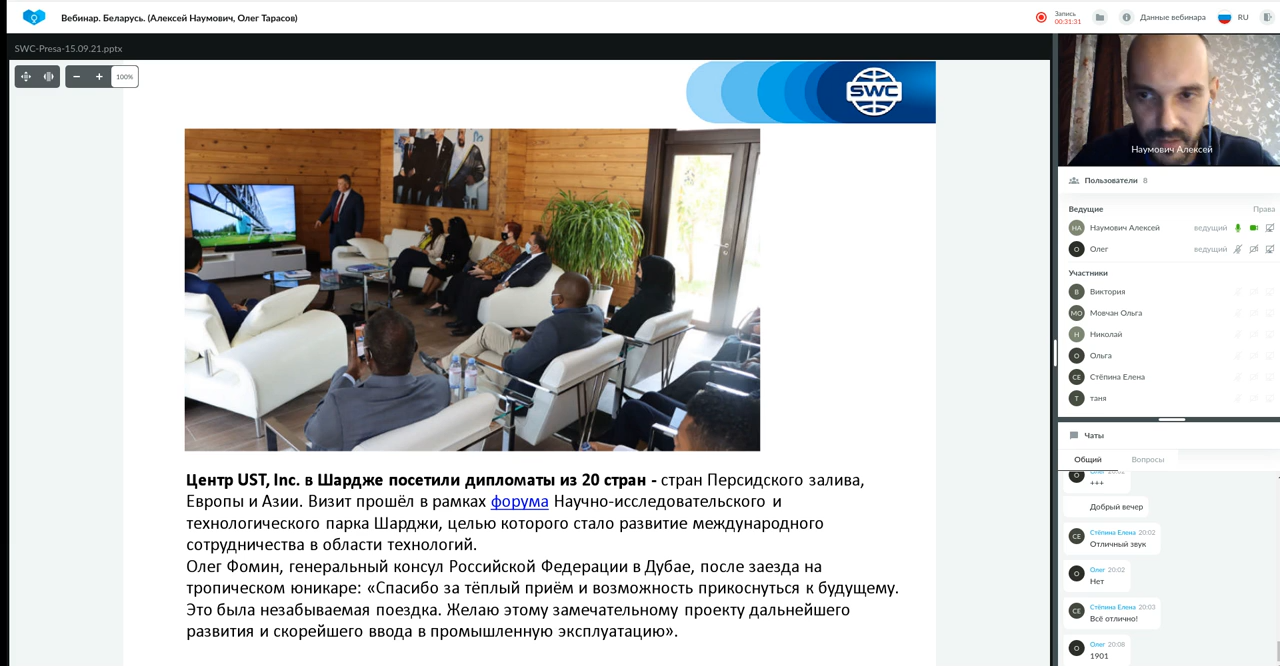 Вебинар. Беларусь. (Алексей Наумович, Олег Тарасов)
Запись
00:31:31
Данные вебинара
RU
SWC-Presa-15.09.21.pptx
100%
SWC
Центр UST, Inc. в Шардже посетили дипломаты из 20 стран - стран Персидского залива,
Европы и Азии. Визит прошёл в рамках форума Научно-исследовательского и
технологического парка Шарджи, целью которого стало развитие международного
сотрудничества в области технологий.
Олег Фомин, генеральный консул Российской Федерации в Дубае, после заезда на
тропическом юникаре: «Спасибо за тёплый приём и возможность прикоснуться к будущему.
Это была незабываемая поездка. Желаю этому замечательному проекту дальнейшего
развития и скорейшего ввода в промышленную эксплуатацию».
Наумович Алексей
Пользователи 8
Ведущие Права
НА Наумович Алексей ведущий
О Олег ведущий
Участники
В Виктория
МО Мовчан Ольга
Н Николай
О Ольга
СЕ Стёпина Елена
Т таня
Чаты
Общий Вопросы
+++
Добрый вечер
СЕ Стёпина Елена 20:02
Отличный звук
О Олег 20:02
Нет
СЕ Стёпина Елена 20:03
Всё отлично!
О Олег 20:08
1901